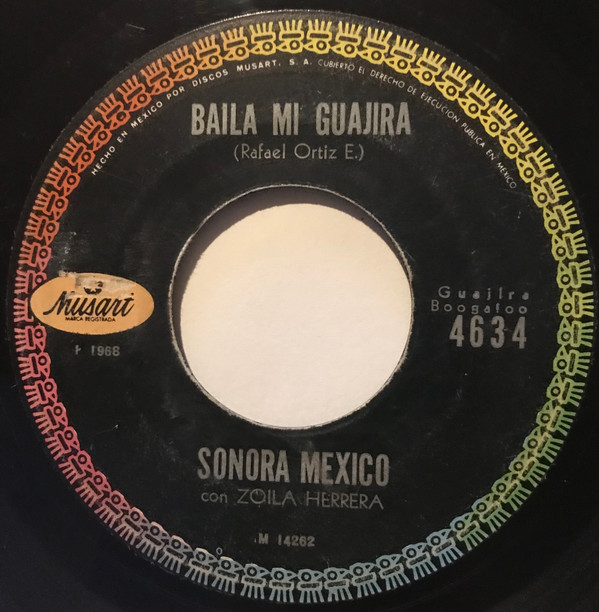 HECHO EN MEXICO POR DISCOS MUSART, S. A. CUBIERTO EL DERECHO DE EJECUCION PUBLICA EN MEXICO
BAILA MI GUAJIRA
(Rafael Ortiz E.)
Musart
MARCA REGISTRADA
P 1968
Guajira
Boogafoo
4634
SONORA MEXICO
con ZOILA HERRERA
M 14262